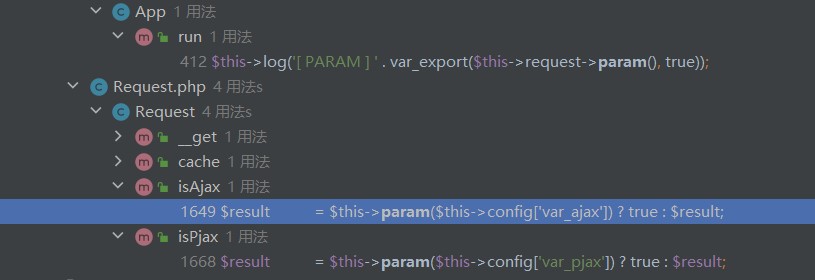 App 1 用法
run 1 用法
412 $this->log('[ PARAM ] ' . var_export($this->request->param(), true));
Request.php 4 用法s
Request 4 用法s
__get 1 用法
cache 1 用法
isAjax 1 用法
1649 $result = $this->param($this->config['var_ajax']) ? true : $result;
isPjax 1 用法
1668 $result = $this->param($this->config['var_pjax']) ? true : $result;